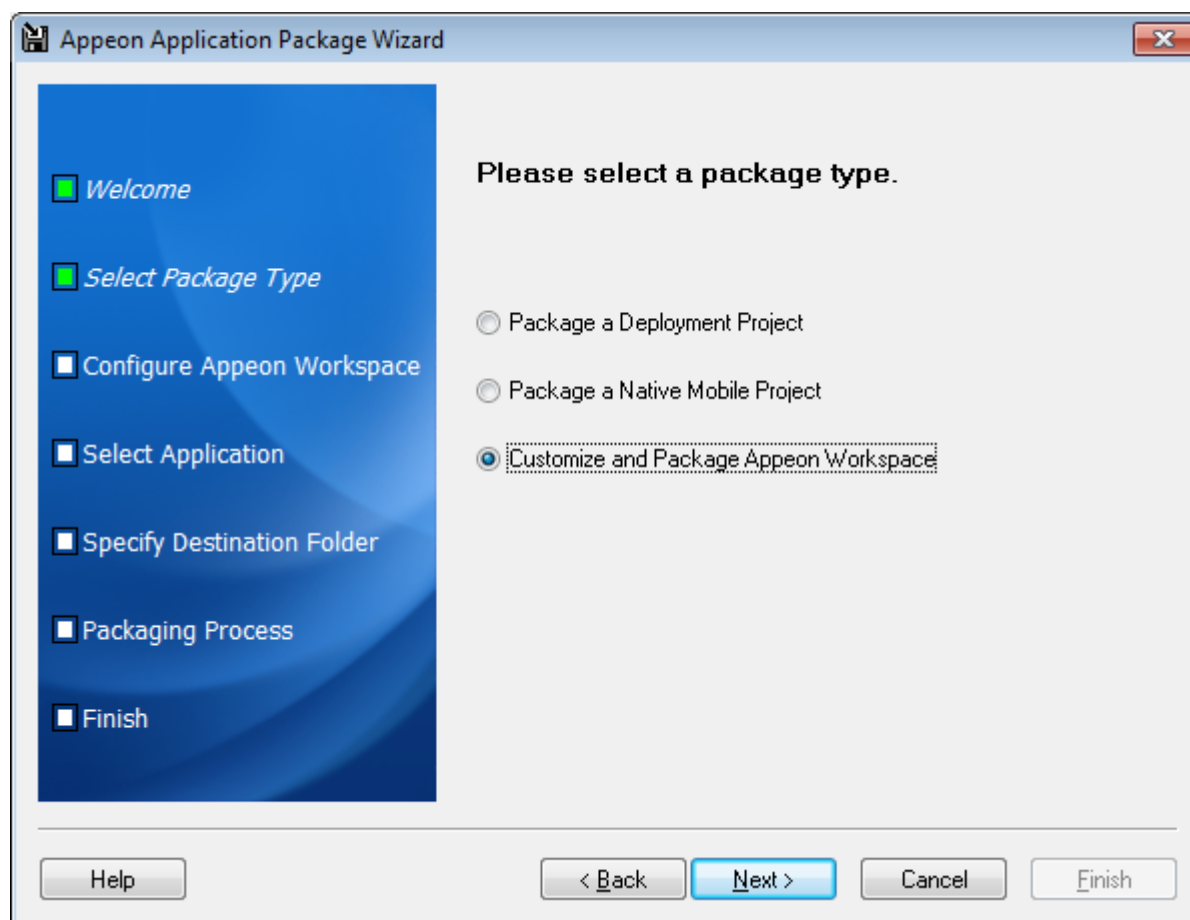 Appeon Application Package Wizard
Welcome
Select Package Type
Configure Appeon Workspace
Select Application
Specify Destination Folder
Packaging Process
Finish
Please select a package type.
Package a Deployment Project
Package a Native Mobile Project
Customize and Package Appeon Workspace
Help
< Back
Next >
Cancel
Finish